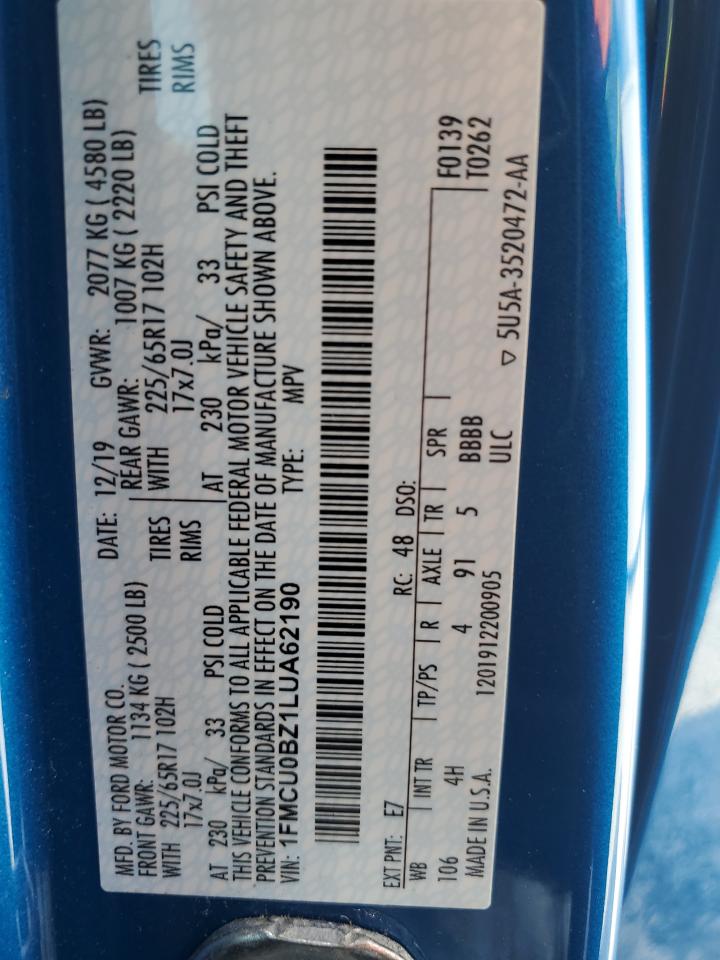 MFD. BY FORD MOTOR CO. DATE: 12/19 GVWR: 2077 KG ( 4580 LB)
FRONT GAWR: 1134 KG ( 2500 LB) REAR GAWR: 1007 KG ( 2220 LB)
WITH 225/65R17 102H TIRES WITH 225/65R17 102H TIRES
17x7.0J RIMS 17x7.0J RIMS
AT 230 kPa/ 33 PSI COLD AT 230 kPa/ 33 PSI COLD
THIS VEHICLE CONFORMS TO ALL APPLICABLE FEDERAL MOTOR VEHICLE SAFETY AND THEFT
PREVENTION STANDARDS IN EFFECT ON THE DATE OF MANUFACTURE SHOWN ABOVE.
VIN: 1FMCU0BZ1LUA62190 TYPE: MPV
EXT PNT: E7 RC: 48 DSO: F0139
WB INT TR TP/PS R AXLE TR SPR T0262
106 4H 4 91 5 BBBB
MADE IN U.S.A. 1201912200905 ULC ▽ 5U5A-3520472-AA